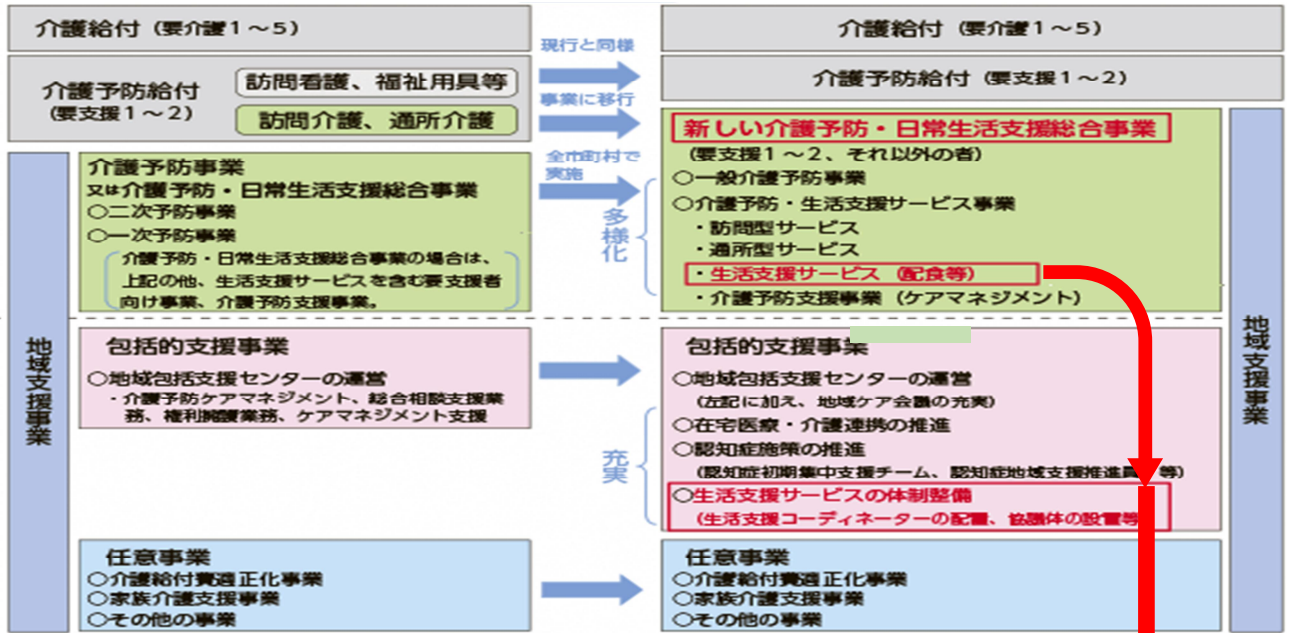 介護給付（要介護１～５）
介護予防給付
（要支援１～２）
訪問看護、福祉用具等
訪問介護、通所介護
地域支援事業
介護予防事業
又は介護予防・日常生活支援総合事業
○二次予防事業
○一次予防事業
介護予防・日常生活支援総合事業の場合は、
上記の他、生活支援サービスを含む要支援者
向け事業、介護予防支援事業。
包括的支援事業
○地域包括支援センターの運営
・介護予防ケアマネジメント、総合相談支援業
務、権利擁護業務、ケアマネジメント支援
任意事業
○介護給付費適正化事業
○家族介護支援事業
○その他の事業
現行と同様
事業に移行
全市町村で
実施
多様化
充実
介護給付（要介護１～５）
介護予防給付（要支援１～２）
新しい介護予防・日常生活支援総合事業
（要支援１～２、それ以外の者）
○一般介護予防事業
○介護予防・生活支援サービス事業
・訪問型サービス
・通所型サービス
・生活支援サービス（配食等）
・介護予防支援事業（ケアマネジメント）
包括的支援事業
○地域包括支援センターの運営
（左記に加え、地域ケア会議の充実）
○在宅医療・介護連携の推進
○認知症施策の推進
（認知症初期集中支援チーム、認知症地域支援推進員 等）
○生活支援サービスの体制整備
（生活支援コーディネーターの配置、協議体の設置等
任意事業
○介護給付費適正化事業
○家族介護支援事業
○その他の事業
地域支援事業